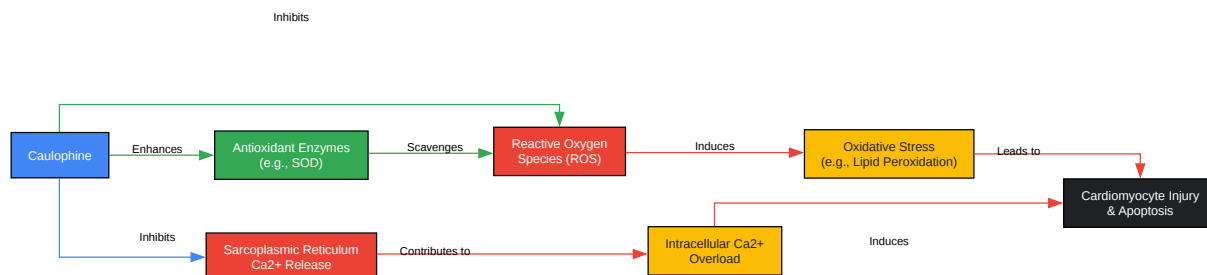 Inhibits
Caulophine
Enhances
Antioxidant Enzymes
(e.g., SOD)
Scavenges
Reactive Oxygen
Species (ROS)
Induces
Oxidative Stress
(e.g., Lipid Peroxidation)
Leads to
Cardiomyocyte Injury
& Apoptosis
Inhibits
Sarcoplasmic Reticulum
Ca2+ Release
Contributes to
Intracellular Ca2+
Overload
Induces